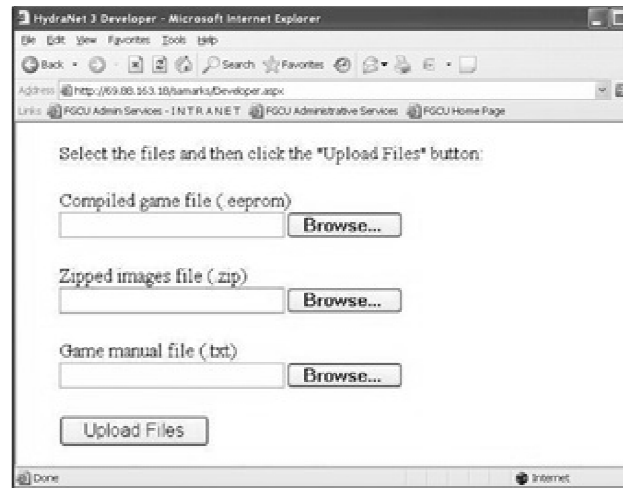 HydraNet 3 Developer - Microsoft Internet Explorer
File Edit View Favorites Tools Help
Back Search Favorites
Address http://69.88.163.18/samarks/Developer.aspx
Links FGCU Admin Services - I N T R A N E T FGCU Administrative Services FGCU Home Page
Select the files and then click the "Upload Files" button:
Compiled game file (.eeprom)
Browse...
Zipped images file (.zip)
Browse...
Game manual file (.txt)
Browse...
Upload Files
Done Internet